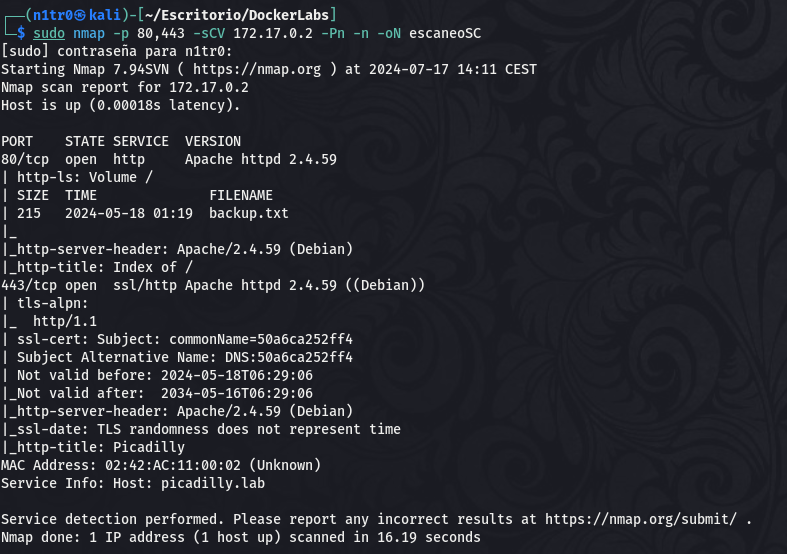 ┌──(n1tr0㉿kali)-[~/Escritorio/DockerLabs]
└─$ sudo nmap -p 80,443 -sCV 172.17.0.2 -Pn -n -oN escaneoSC
[sudo] contraseña para n1tr0:
Starting Nmap 7.94SVN ( https://nmap.org ) at 2024-07-17 14:11 CEST
Nmap scan report for 172.17.0.2
Host is up (0.00018s latency).

PORT    STATE SERVICE  VERSION
80/tcp  open  http     Apache httpd 2.4.59
| http-ls: Volume /
| SIZE  TIME              FILENAME
| 215   2024-05-18 01:19  backup.txt
|_
|_http-server-header: Apache/2.4.59 (Debian)
|_http-title: Index of /
443/tcp open  ssl/http Apache httpd 2.4.59 ((Debian))
| tls-alpn:
|_  http/1.1
| ssl-cert: Subject: commonName=50a6ca252ff4
| Subject Alternative Name: DNS:50a6ca252ff4
| Not valid before: 2024-05-18T06:29:06
|_Not valid after:  2034-05-16T06:29:06
|_http-server-header: Apache/2.4.59 (Debian)
|_ssl-date: TLS randomness does not represent time
|_http-title: Picadilly
MAC Address: 02:42:AC:11:00:02 (Unknown)
Service Info: Host: picadilly.lab

Service detection performed. Please report any incorrect results at https://nmap.org/submit/ .
Nmap done: 1 IP address (1 host up) scanned in 16.19 seconds